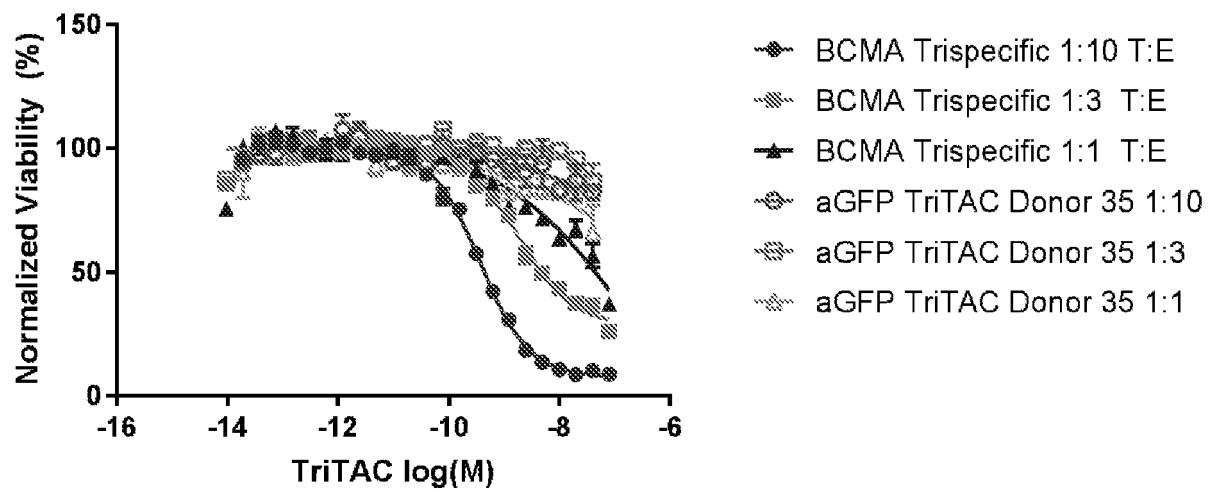 150
100
50
0
Normalized Viability (%)
-16
-14
-12
-10
-8
-6
TriTAC log(M)
BCMA Trispecific 1:10 T:E
BCMA Trispecific 1:3 T:E
BCMA Trispecific 1:1 T:E
aGFP TriTAC Donor 35 1:10
aGFP TriTAC Donor 35 1:3
aGFP TriTAC Donor 35 1:1